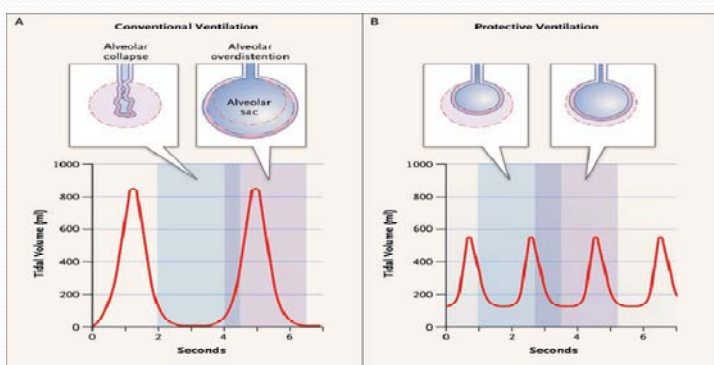 A
Conventional Ventilation
Alveolar
collapse
Alveolar
overdistention
Alveolar
sac
1000
800
600
400
200
0
Tidal Volume (ml)
0
2
4
6
Seconds
B
Protective Ventilation
1000
800
600
400
200
0
Tidal Volume (ml)
0
2
4
6
Seconds